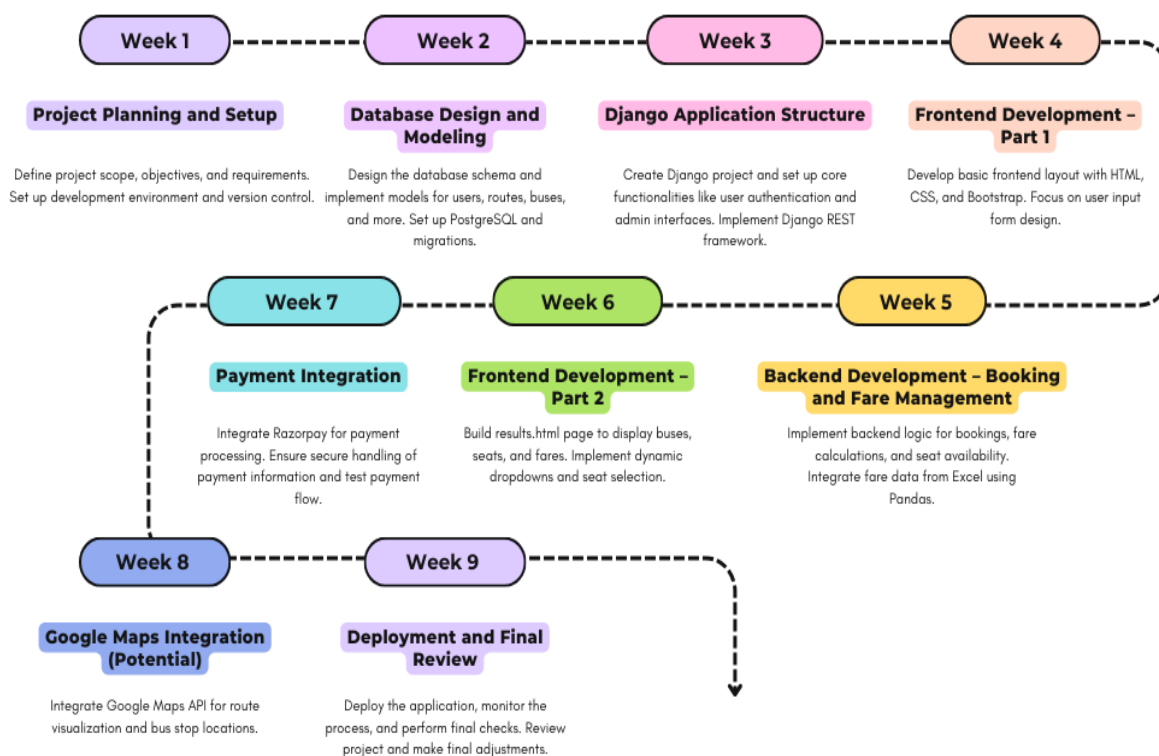 Week 1
Week 2
Week 3
Week 4
Project Planning and Setup
Define project scope, objectives, and requirements.
Set up development environment and version control.
Database Design and
Modeling
Design the database schema and
implement models for users, routes, buses,
and more. Set up PostgreSQL and
migrations.
Django Application Structure
Create Django project and set up core
functionalities like user authentication and
admin interfaces. Implement Django REST
framework.
Frontend Development –
Part 1
Develop basic frontend layout with HTML,
CSS, and Bootstrap. Focus on user input
form design.
Week 7
Week 6
Week 5
Payment Integration
Integrate Razorpay for payment
processing. Ensure secure handling of
payment information and test payment
flow.
Frontend Development –
Part 2
Build results.html page to display buses,
seats, and fares. Implement dynamic
dropdowns and seat selection.
Backend Development – Booking
and Fare Management
Implement backend logic for bookings, fare
calculations, and seat availability.
Integrate fare data from Excel using
Pandas.
Week 8
Week 9
Google Maps Integration
(Potential)
Integrate Google Maps API for route
visualization and bus stop locations.
Deployment and Final
Review
Deploy the application, monitor the
process, and perform final checks. Review
project and make final adjustments.